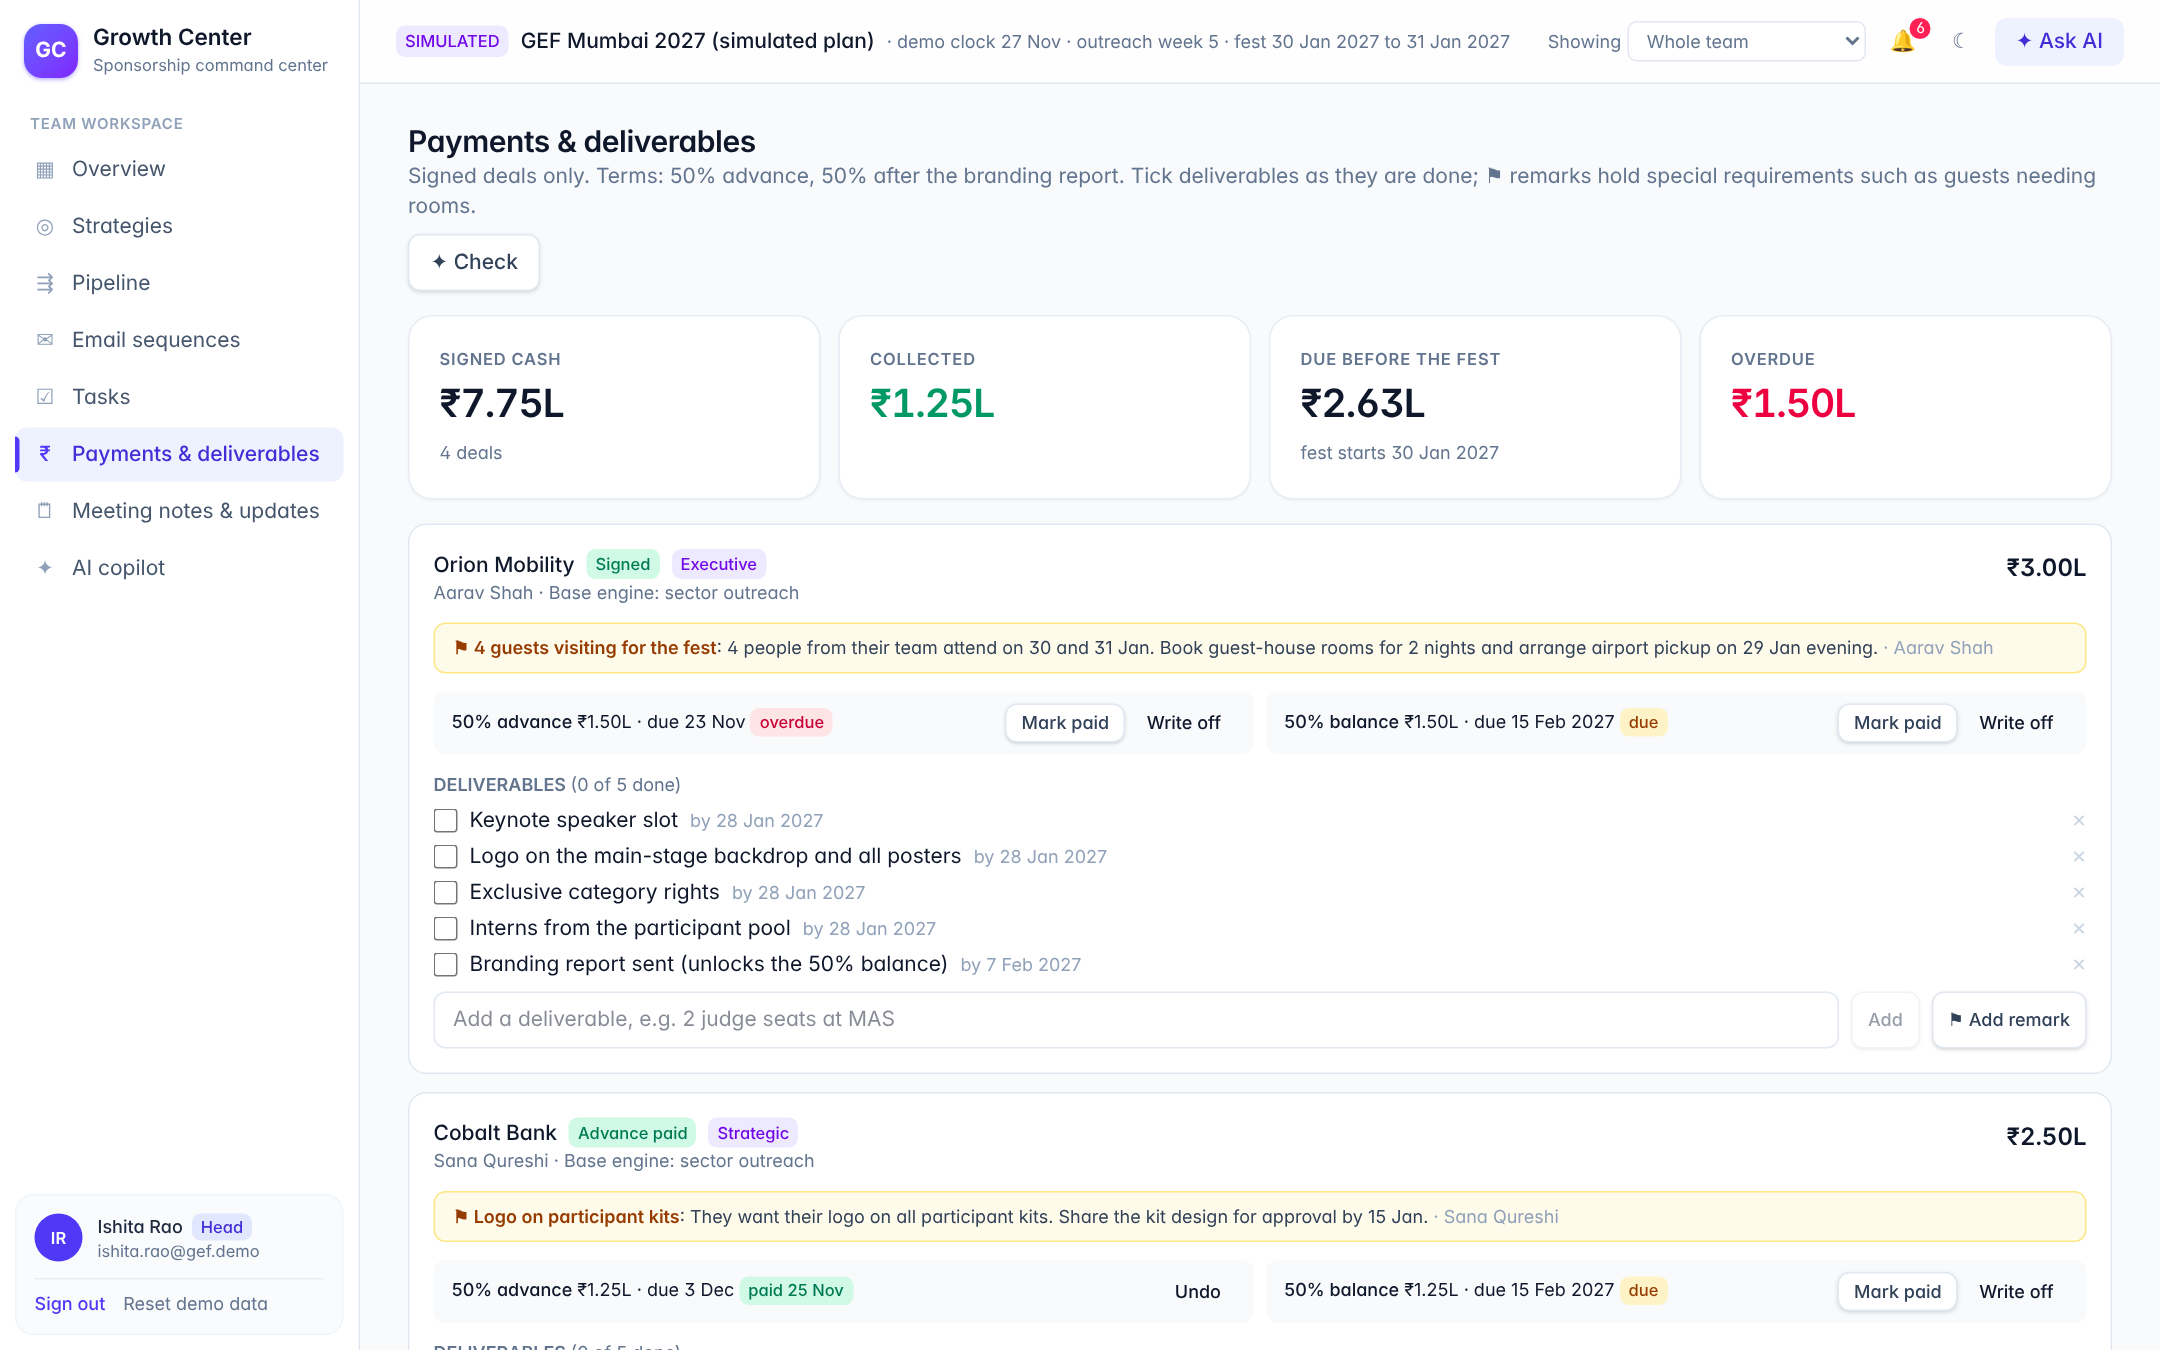 GC
Growth Center
Sponsorship command center
TEAM WORKSPACE
Overview
Strategies
Pipeline
Email sequences
Tasks
₹ Payments & deliverables
Meeting notes & updates
AI copilot
IR
Ishita Rao Head
ishita.rao@gef.demo
Sign out Reset demo data
SIMULATED GEF Mumbai 2027 (simulated plan) · demo clock 27 Nov · outreach week 5 · fest 30 Jan 2027 to 31 Jan 2027 Showing Whole team 6 ✦ Ask AI
Payments & deliverables
Signed deals only. Terms: 50% advance, 50% after the branding report. Tick deliverables as they are done; ⚑ remarks hold special requirements such as guests needing
rooms.
✦ Check
SIGNED CASH
₹7.75L
4 deals
COLLECTED
₹1.25L
DUE BEFORE THE FEST
₹2.63L
fest starts 30 Jan 2027
OVERDUE
₹1.50L
Orion Mobility Signed Executive ₹3.00L
Aarav Shah · Base engine: sector outreach
⚑ 4 guests visiting for the fest: 4 people from their team attend on 30 and 31 Jan. Book guest-house rooms for 2 nights and arrange airport pickup on 29 Jan evening. · Aarav Shah
50% advance ₹1.50L · due 23 Nov overdue Mark paid Write off
50% balance ₹1.50L · due 15 Feb 2027 due Mark paid Write off
DELIVERABLES (0 of 5 done)
Keynote speaker slot by 28 Jan 2027 ×
Logo on the main-stage backdrop and all posters by 28 Jan 2027 ×
Exclusive category rights by 28 Jan 2027 ×
Interns from the participant pool by 28 Jan 2027 ×
Branding report sent (unlocks the 50% balance) by 7 Feb 2027 ×
Add a deliverable, e.g. 2 judge seats at MAS Add ⚑ Add remark
Cobalt Bank Advance paid Strategic ₹2.50L
Sana Qureshi · Base engine: sector outreach
⚑ Logo on participant kits: They want their logo on all participant kits. Share the kit design for approval by 15 Jan. · Sana Qureshi
50% advance ₹1.25L · due 3 Dec paid 25 Nov Undo
50% balance ₹1.25L · due 15 Feb 2027 due Mark paid Write off
DELIVERABLES (0 of 5 done)